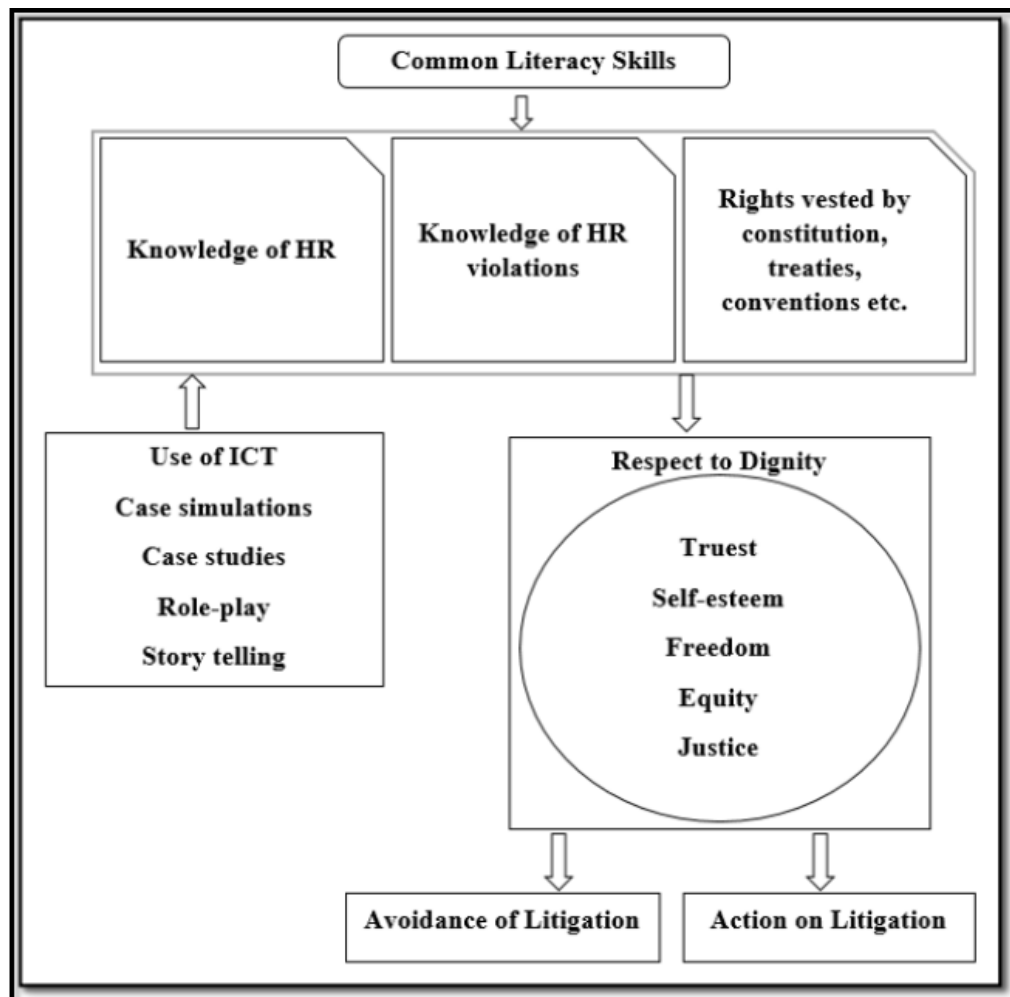 Common Literacy Skills
Knowledge of HR
Knowledge of HR
violations
Rights vested by
constitution,
treaties,
conventions etc.
Use of ICT
Case simulations
Case studies
Role-play
Story telling
Respect to Dignity
Truest
Self-esteem
Freedom
Equity
Justice
Avoidance of Litigation
Action on Litigation